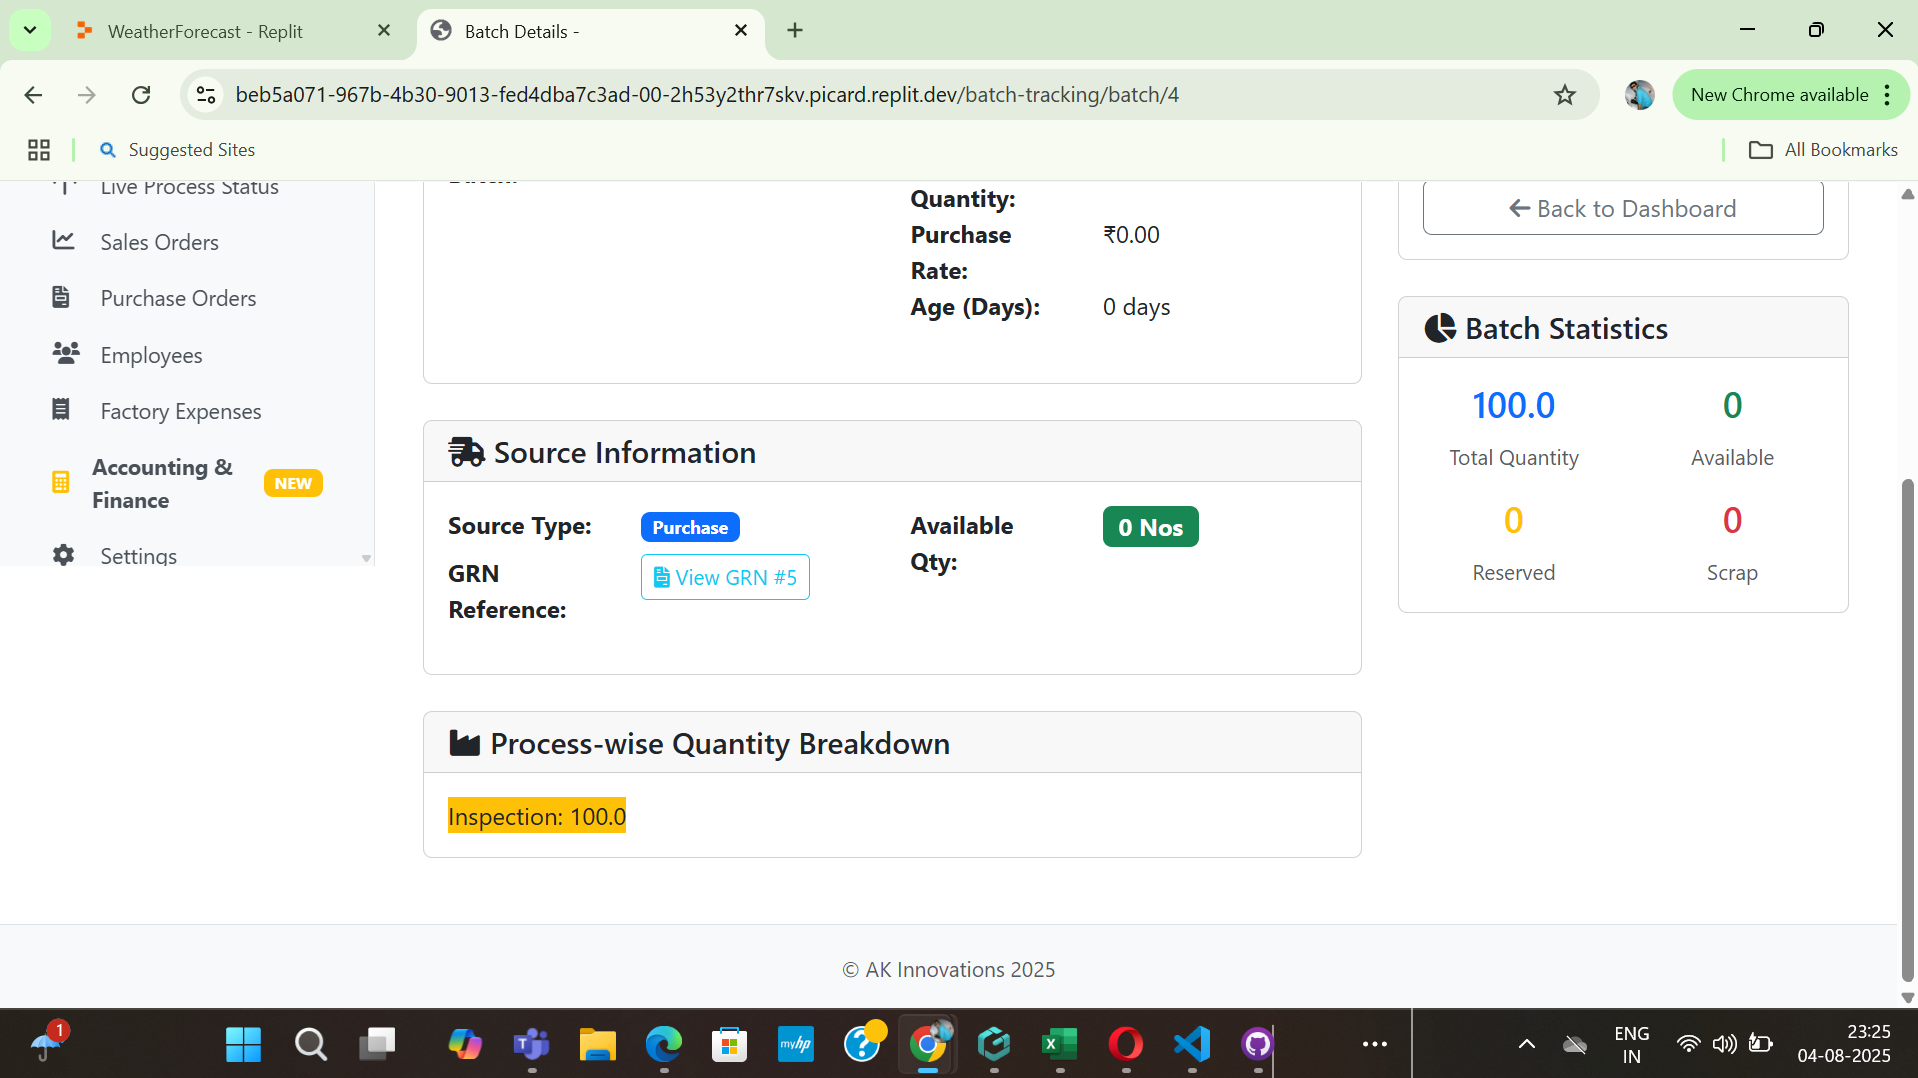 WeatherForecast - Replit
Batch Details -
beb5a071-967b-4b30-9013-fed4dba7c3ad-00-2h53y2thr7skv.picard.replit.dev/batch-tracking/batch/4
New Chrome available
Suggested Sites
All Bookmarks
Live Process Status
Sales Orders
Purchase Orders
Employees
Factory Expenses
Accounting & Finance
NEW
Settings
Quantity:
Purchase Rate:
₹0.00
Age (Days):
0 days
Source Information
Source Type:
Purchase
GRN Reference:
View GRN #5
Available Qty:
0 Nos
Process-wise Quantity Breakdown
Inspection: 100.0
Back to Dashboard
Batch Statistics
100.0
Total Quantity
0
Available
0
Reserved
0
Scrap
© AK Innovations 2025
1
myhp
ENG
IN
23:25
04-08-2025